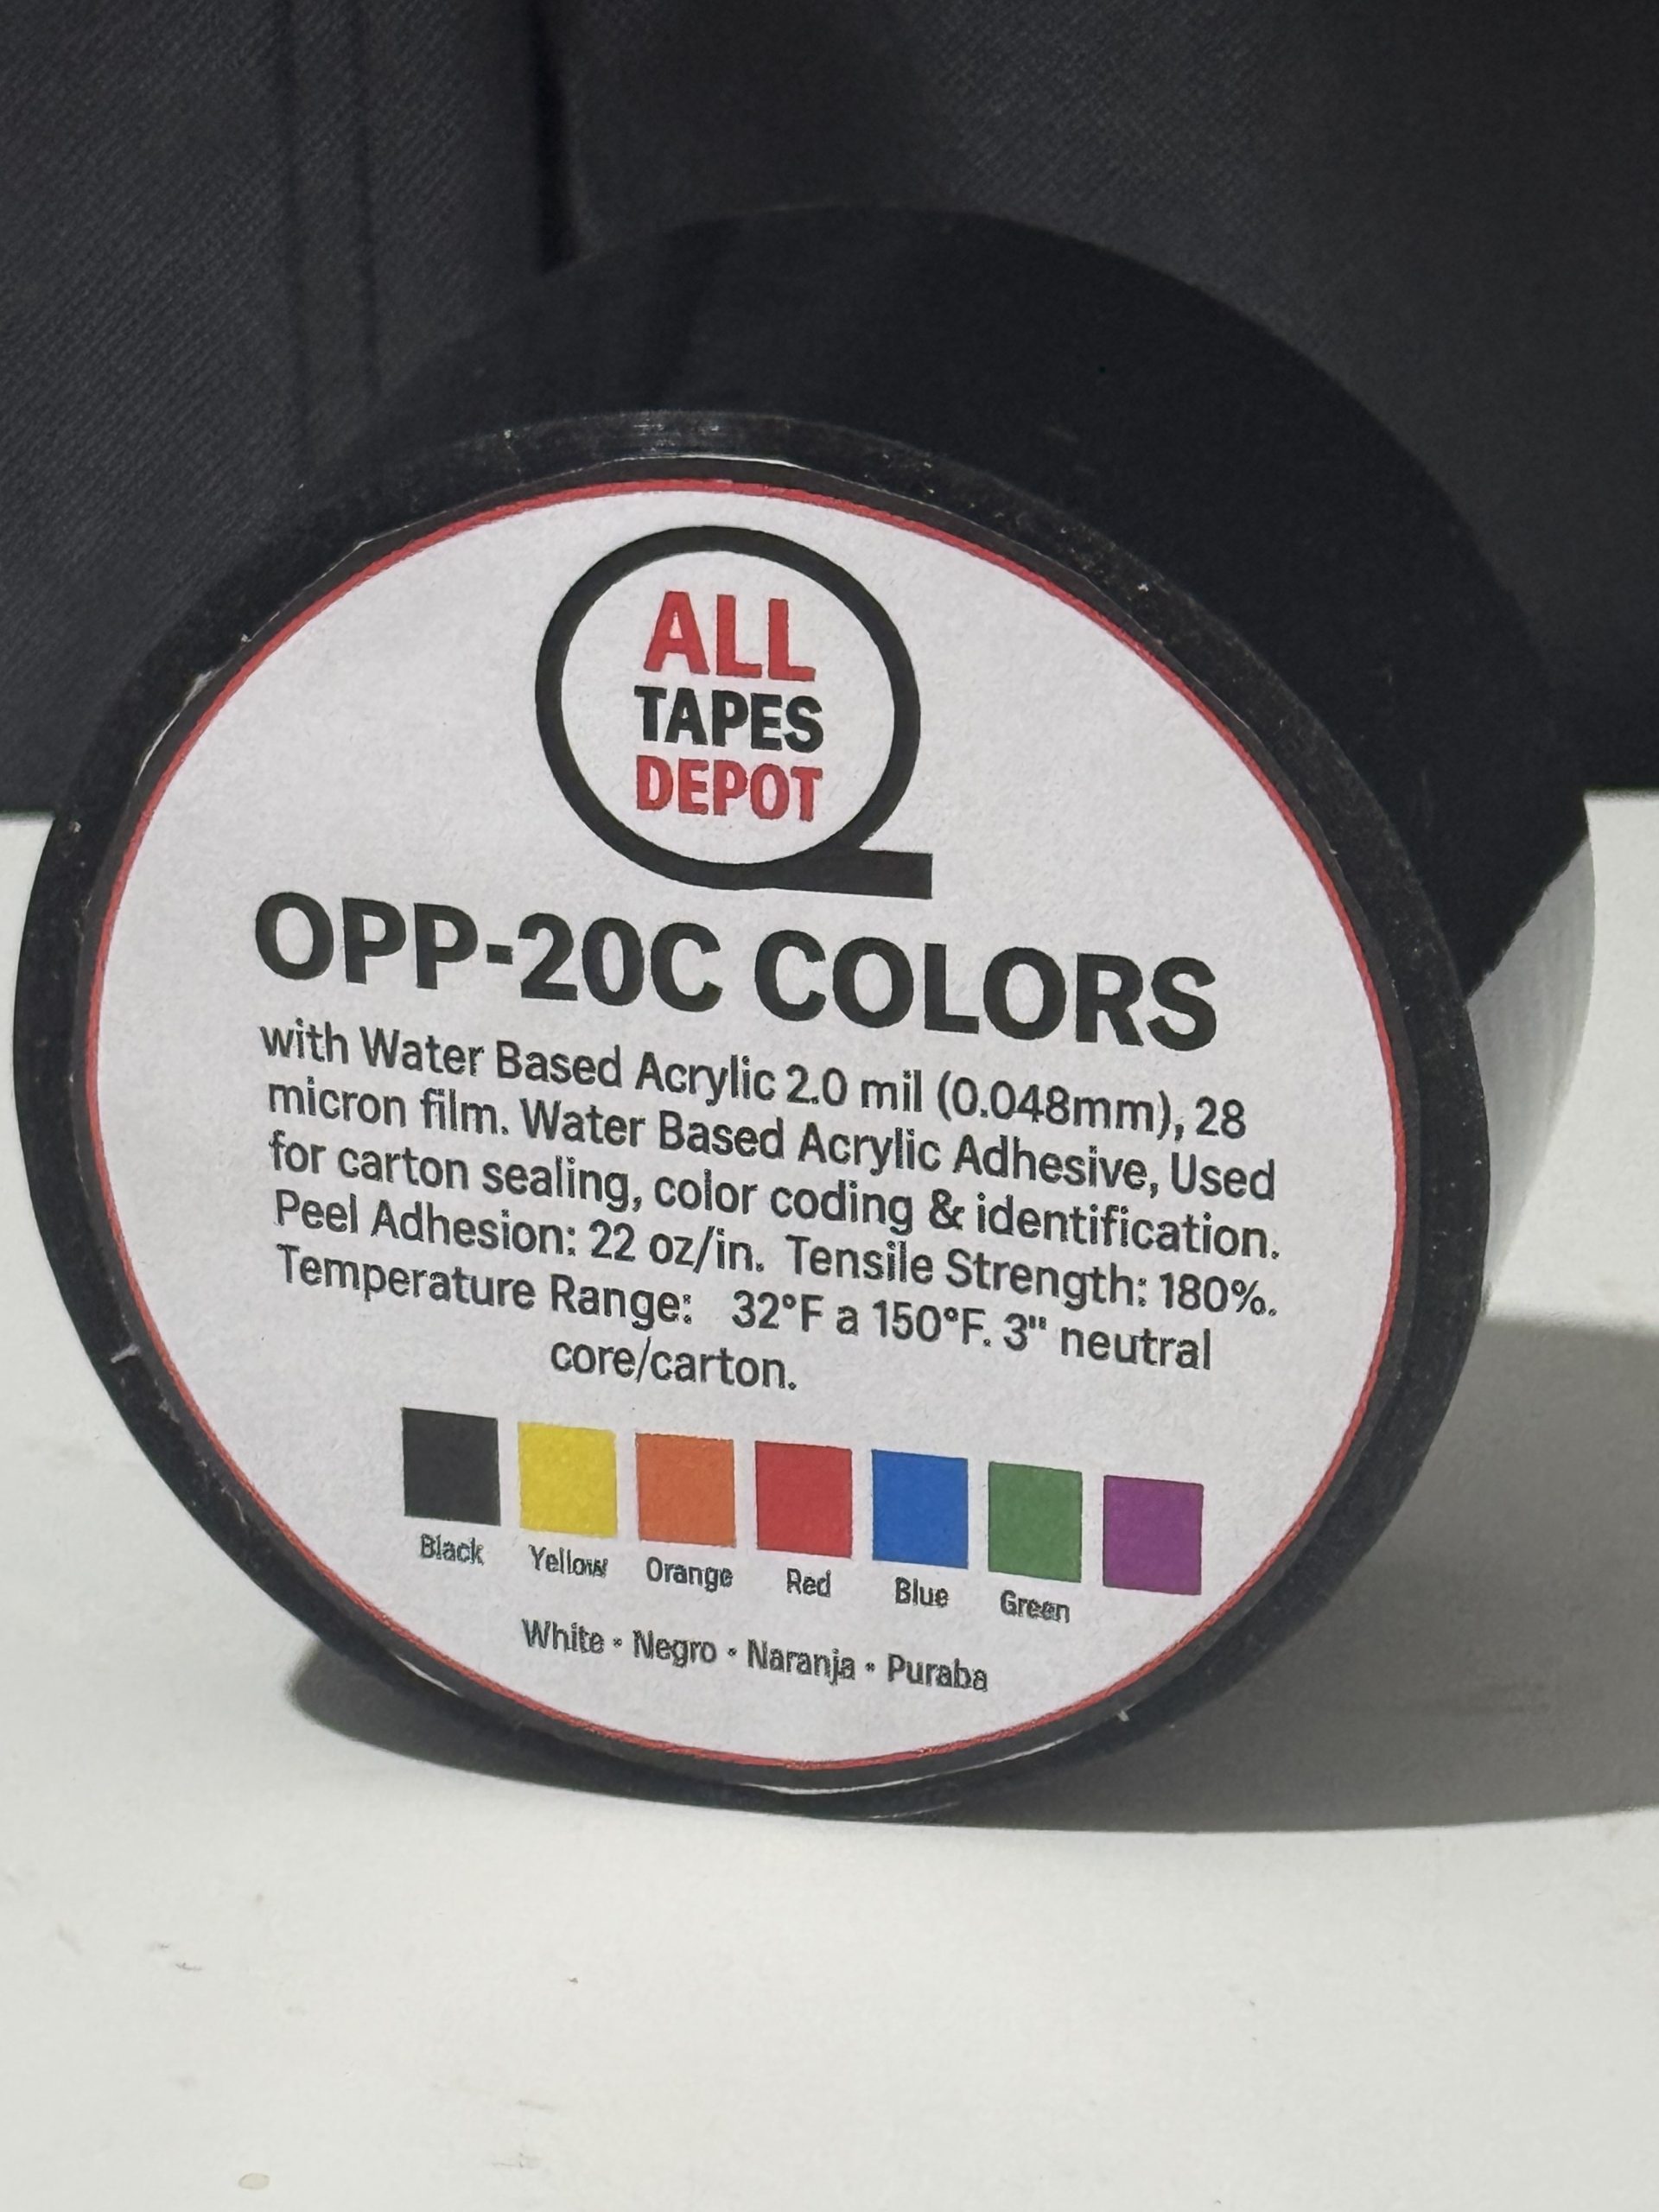 ALL
TAPES
DEPOT
OPP-20C COLORS
with Water Based Acrylic 2.0 mil (0.048mm), 28
micron film. Water Based Acrylic Adhesive, Used
for carton sealing, color coding & identification.
Peel Adhesion: 22 oz/in. Tensile Strength: 180%.
Temperature Range: 32°F a 150°F. 3" neutral
core/carton.
Black Yellow Orange Red Blue Green
White • Negro • Naranja • Puraba